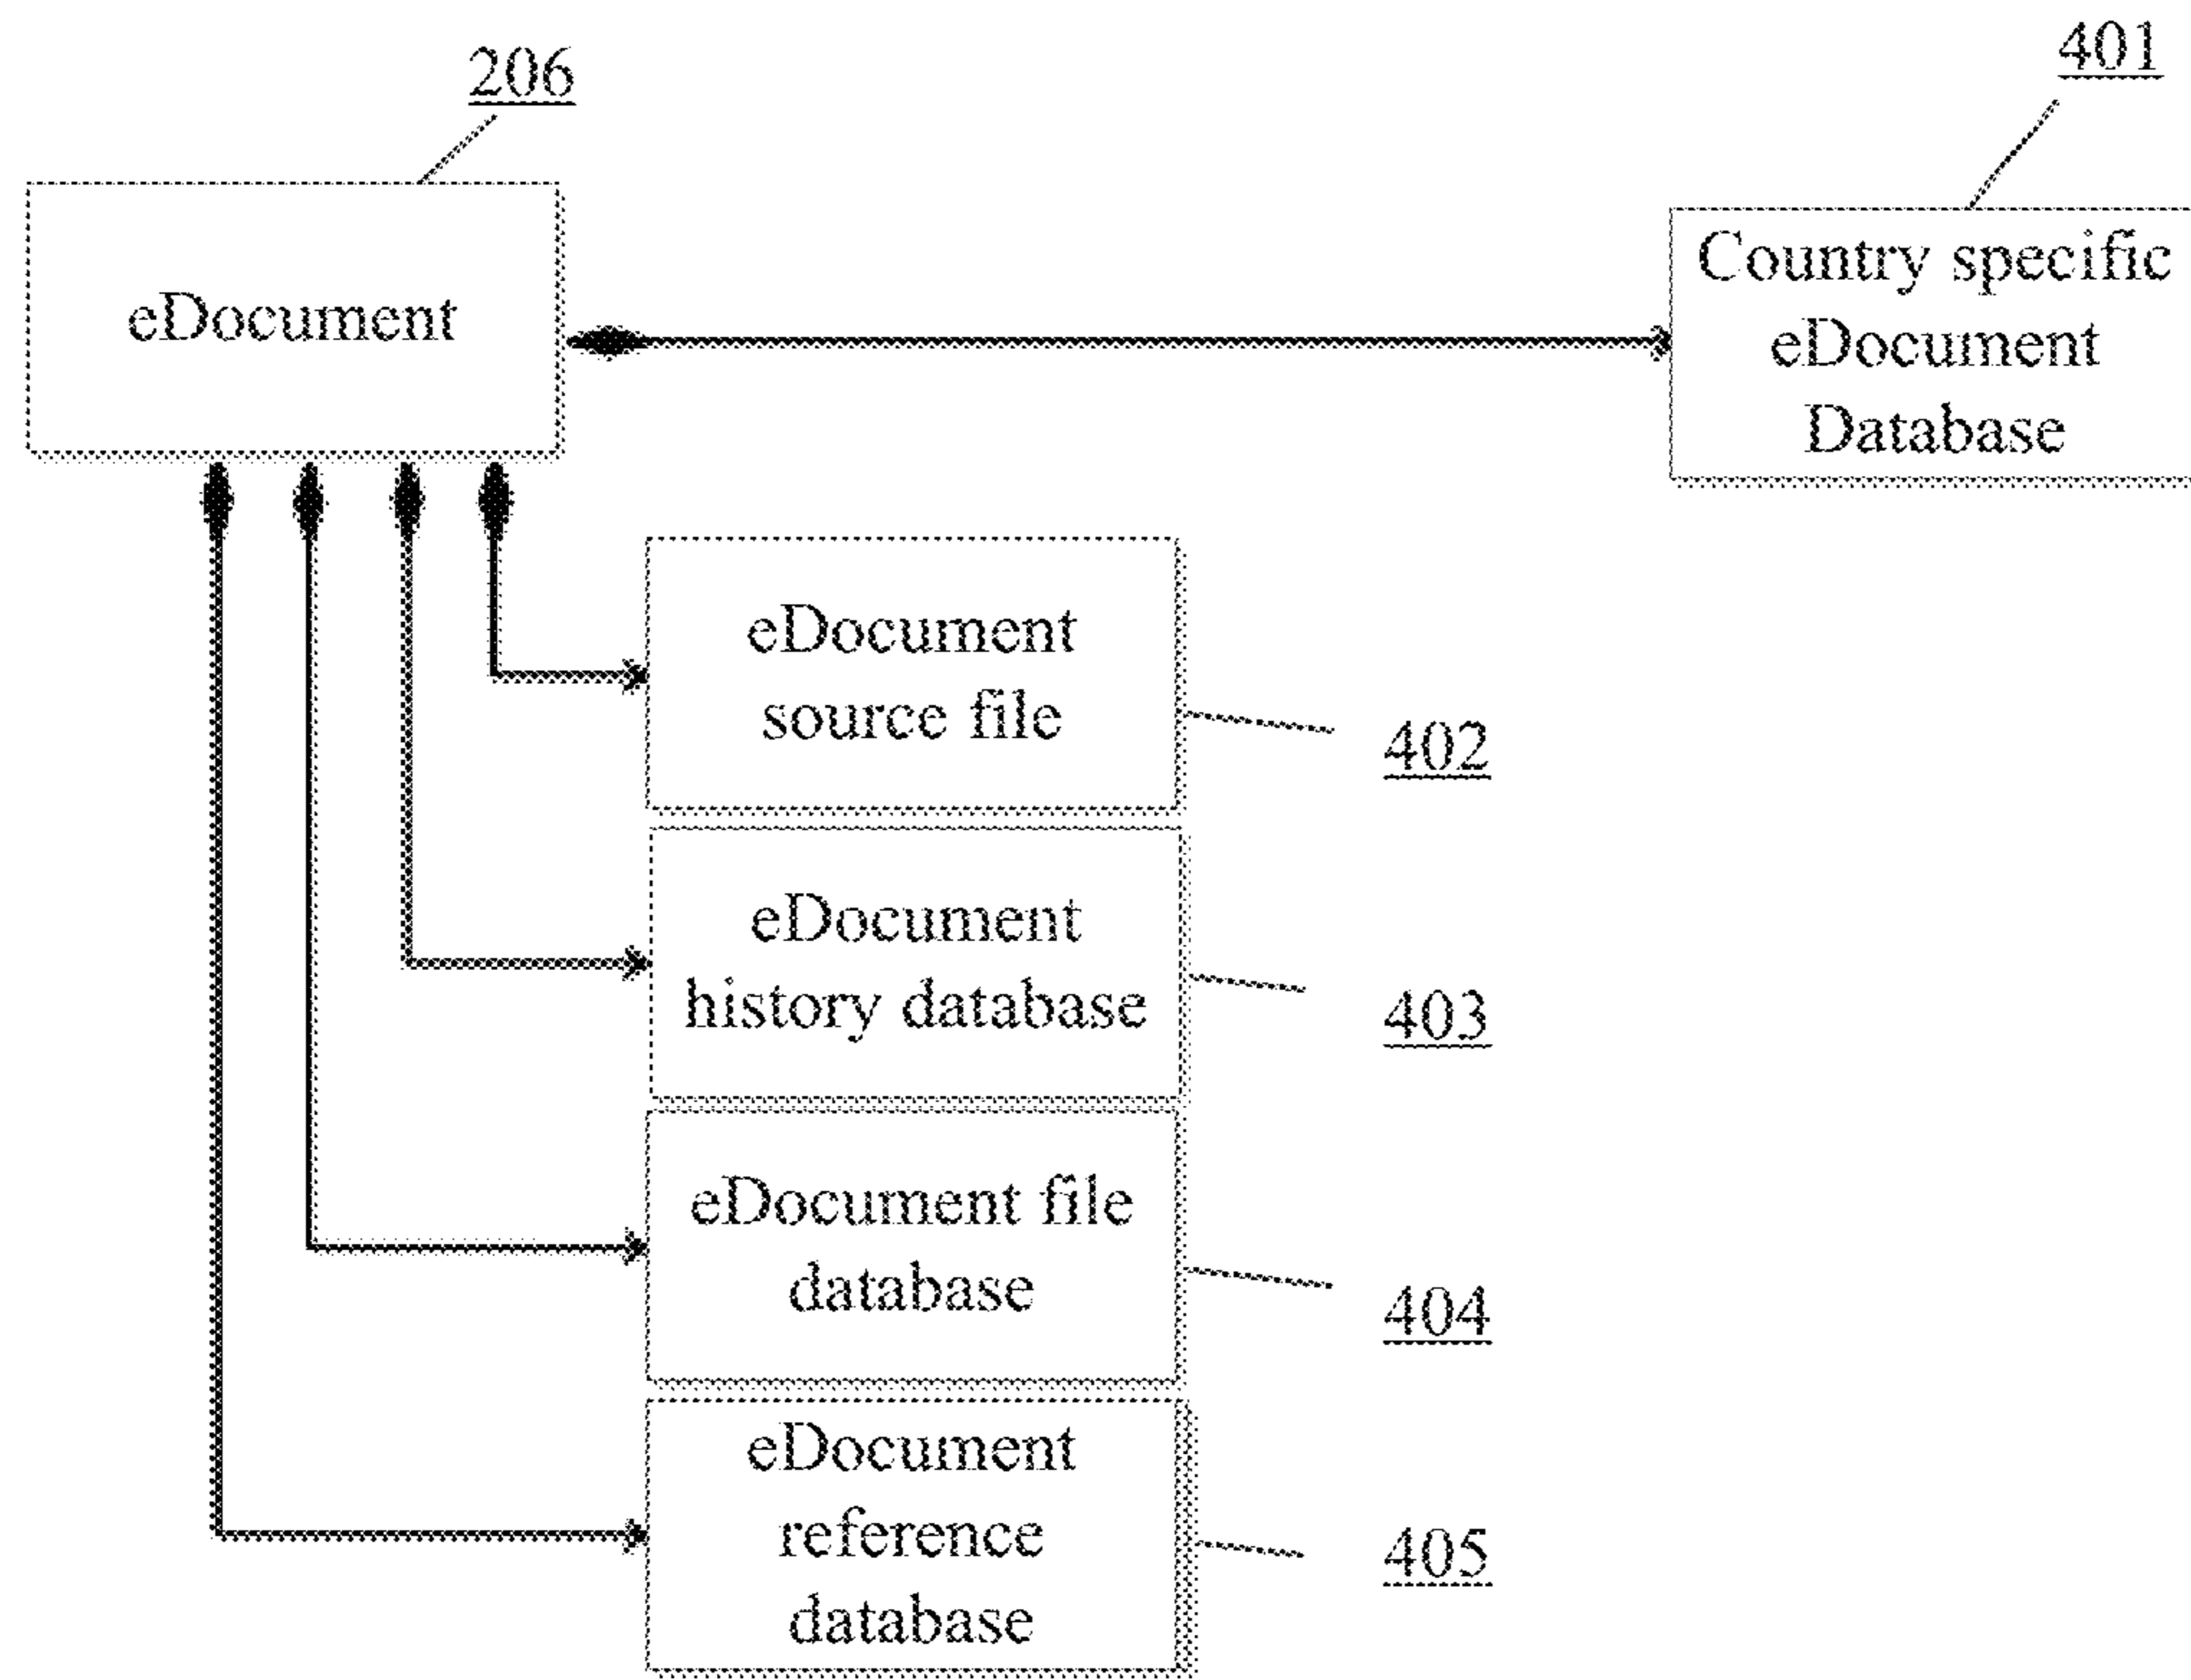 206
401
eDocument
Country specific
eDocument
Database
eDocument
source file
402
eDocument
history database
403
eDocument file
database
404
eDocument
reference
database
405